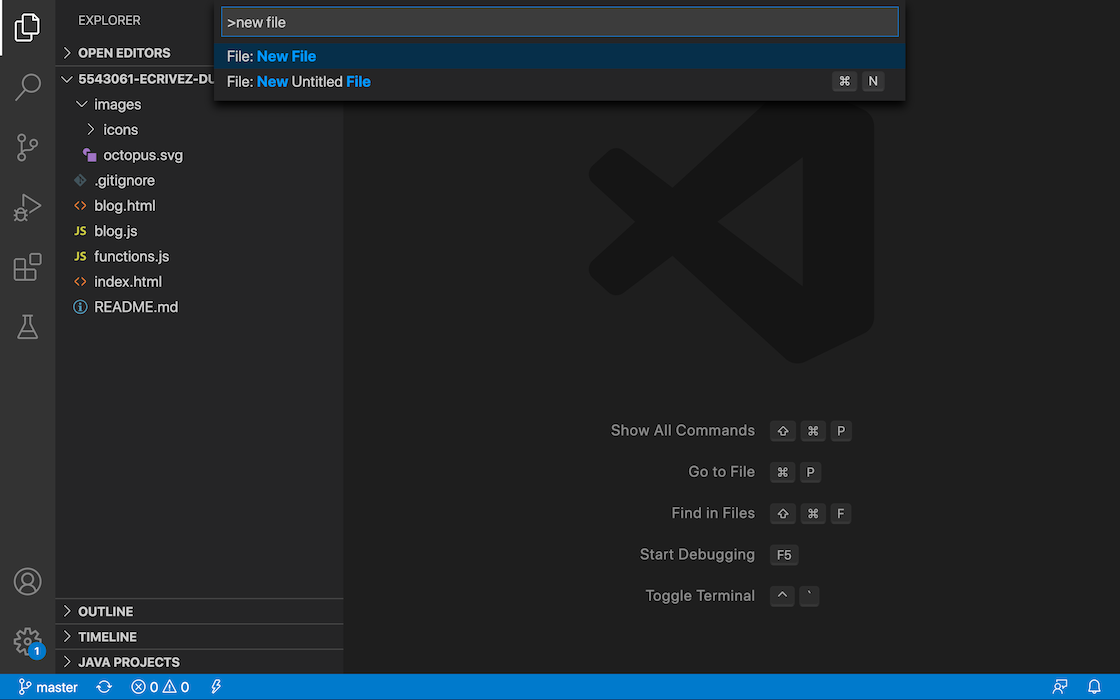 EXPLORER
>new file
File: New File
File: New Untitled File ⌘ N
OPEN EDITORS
5543061-ECRIVEZ-DU
images
icons
octopus.svg
.gitignore
<> blog.html
JS blog.js
JS functions.js
<> index.html
README.md
Show All Commands ⇧ ⌘ P
Go to File ⌘ P
Find in Files ⇧ ⌘ F
Start Debugging F5
Toggle Terminal ^ `
OUTLINE
TIMELINE
1
JAVA PROJECTS
master 0 0